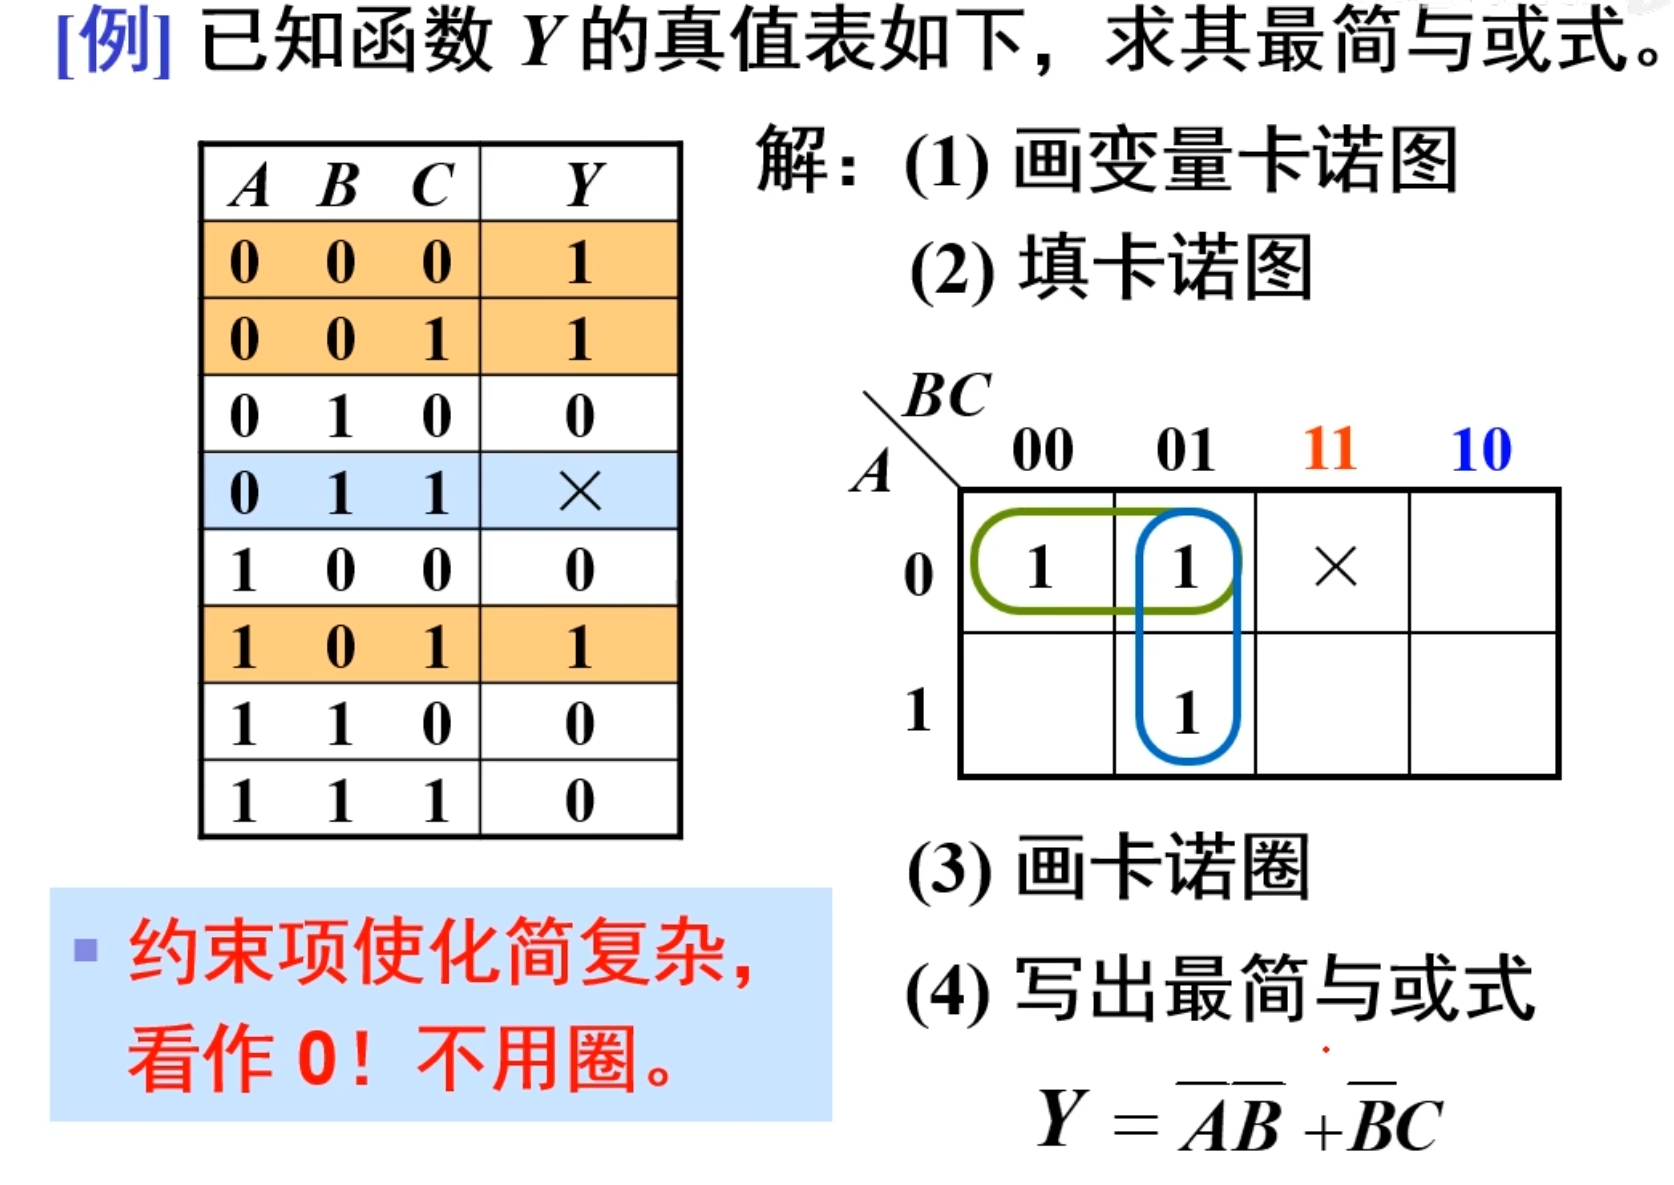 [例] 已知函数 Y 的真值表如下，求其最简与或式。
A B C Y
0 0 0 1
0 0 1 1
0 1 0 0
0 1 1 ×
1 0 0 0
1 0 1 1
1 1 0 0
1 1 1 0
解：(1) 画变量卡诺图
(2) 填卡诺图
BC
A
00 01 11 10
0 1 1 ×
1 1
(3) 画卡诺圈
(4) 写出最简与或式
Y = A̅B̅ + B̅C
▪ 约束项使化简复杂，
看作 0！不用圈。